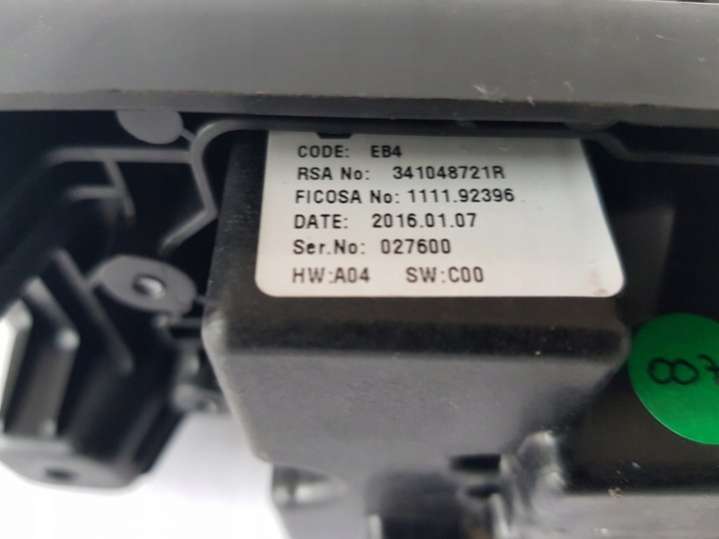 CODE: EB4
RSA No: 341048721R
FICOSA No: 1111.92396
DATE: 2016.01.07
Ser.No: 027600
HW:A04 SW:C00